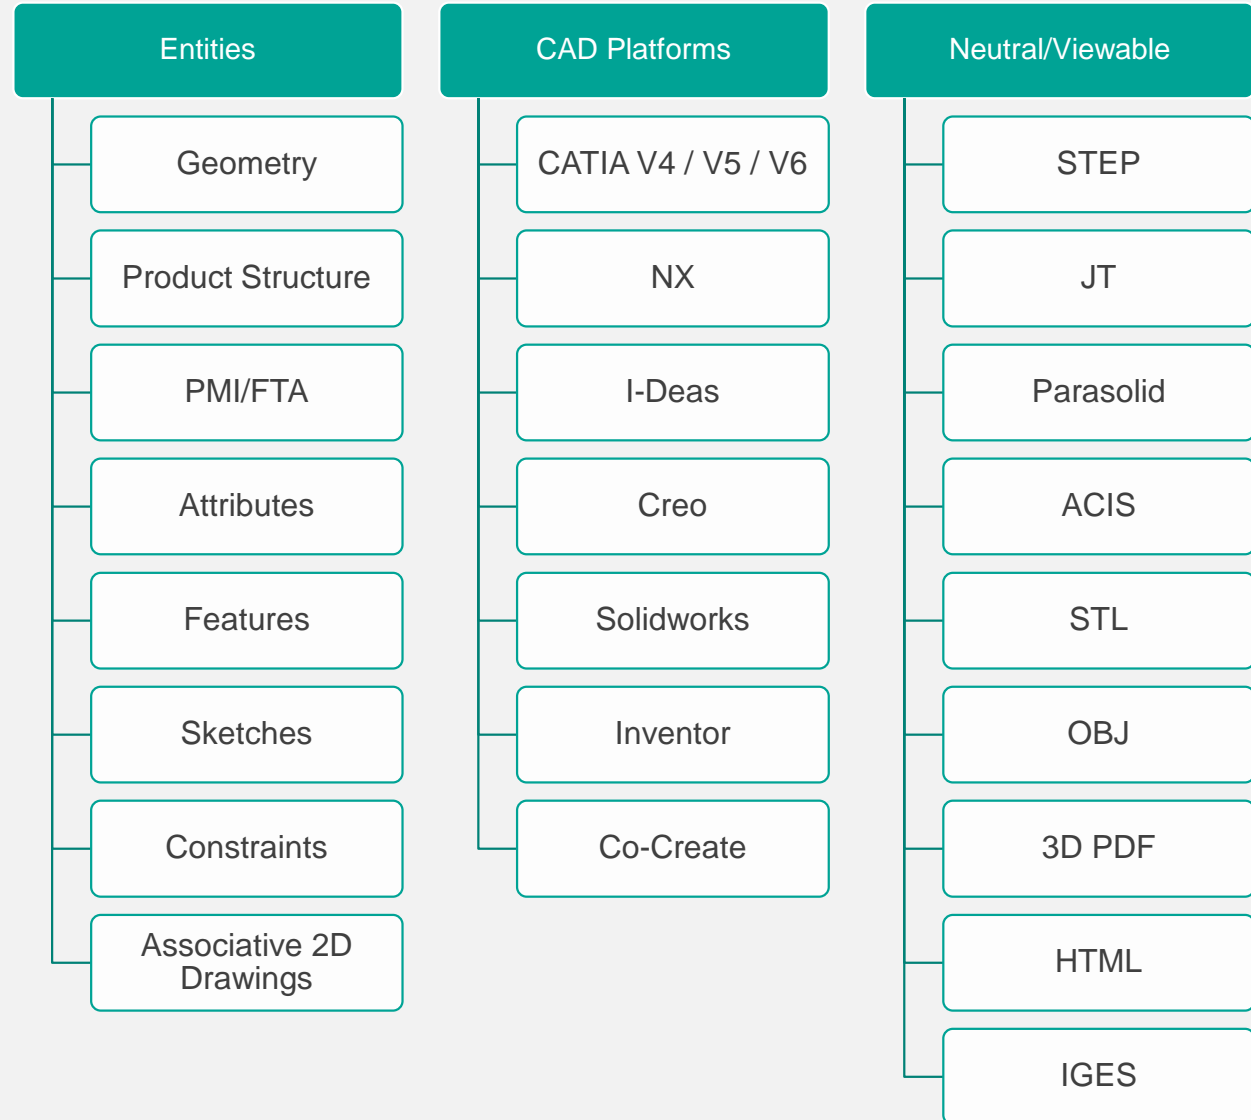 Entities
Geometry
Product Structure
PMI/FTA
Attributes
Features
Sketches
Constraints
Associative 2D
Drawings
CAD Platforms
CATIA V4 / V5 / V6
NX
I-Deas
Creo
Solidworks
Inventor
Co-Create
Neutral/Viewable
STEP
JT
Parasolid
ACIS
STL
OBJ
3D PDF
HTML
IGES